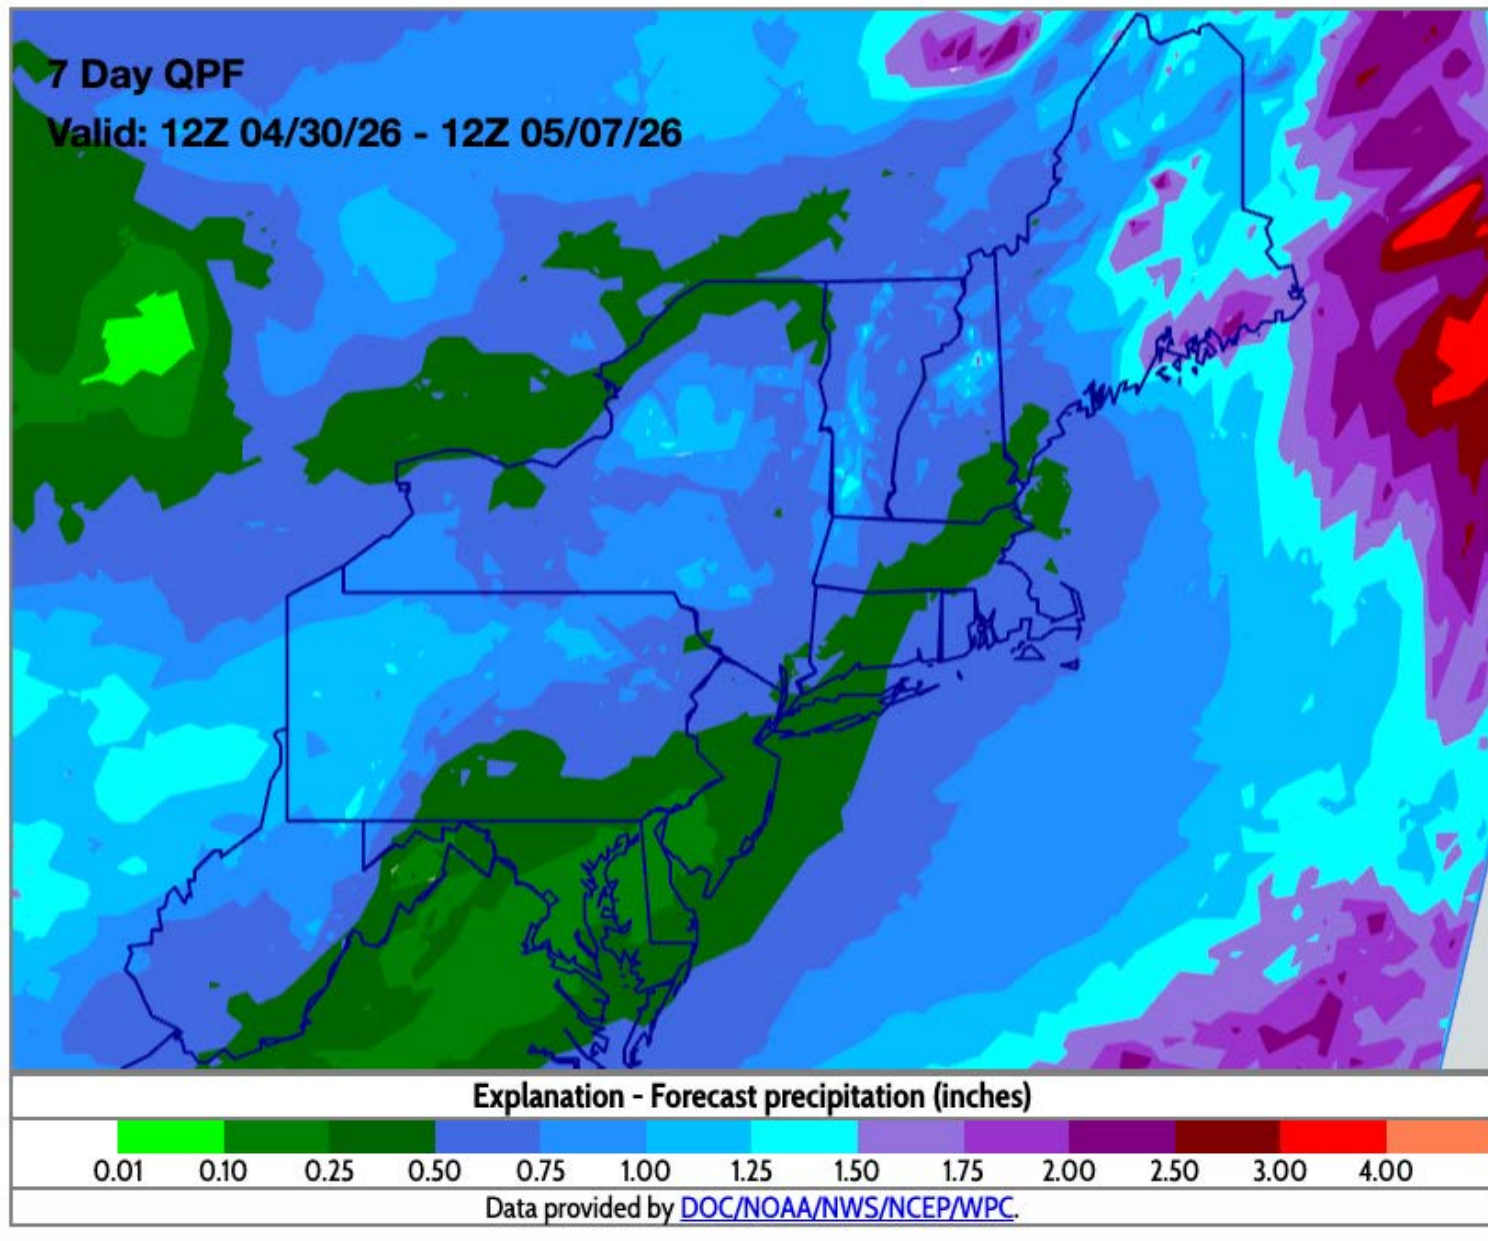 7 Day QPF
Valid: 12Z 04/30/26 - 12Z 05/07/26
Explanation - Forecast precipitation (inches)
0.01 0.10 0.25 0.50 0.75 1.00 1.25 1.50 1.75 2.00 2.50 3.00 4.00
Data provided by DOC/NOAA/NWS/NCEP/WPC.